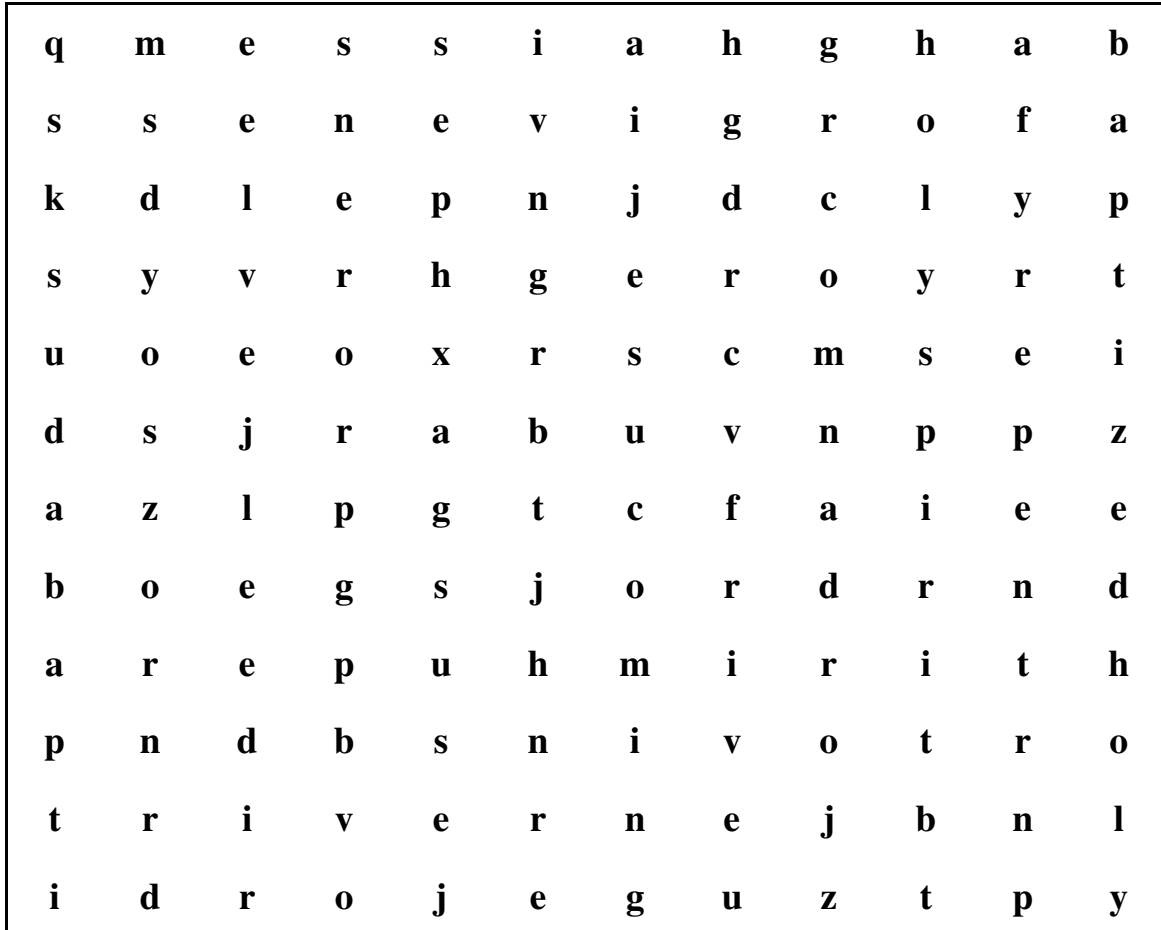 q m e s s i a h g h a b
s s e n e v i g r o f a
k d l e p n j d c l y p
s y v r h g e r o y r t
u o e o x r s c m s e i
d s j r a b u v n p p z
a z l p g t c f a i e e
b o e g s j o r d r n d
a r e p u h m i r i t h
p n d b s n i v o t r o
t r i v e r n e j b n l
i d r o j e g u z t p y